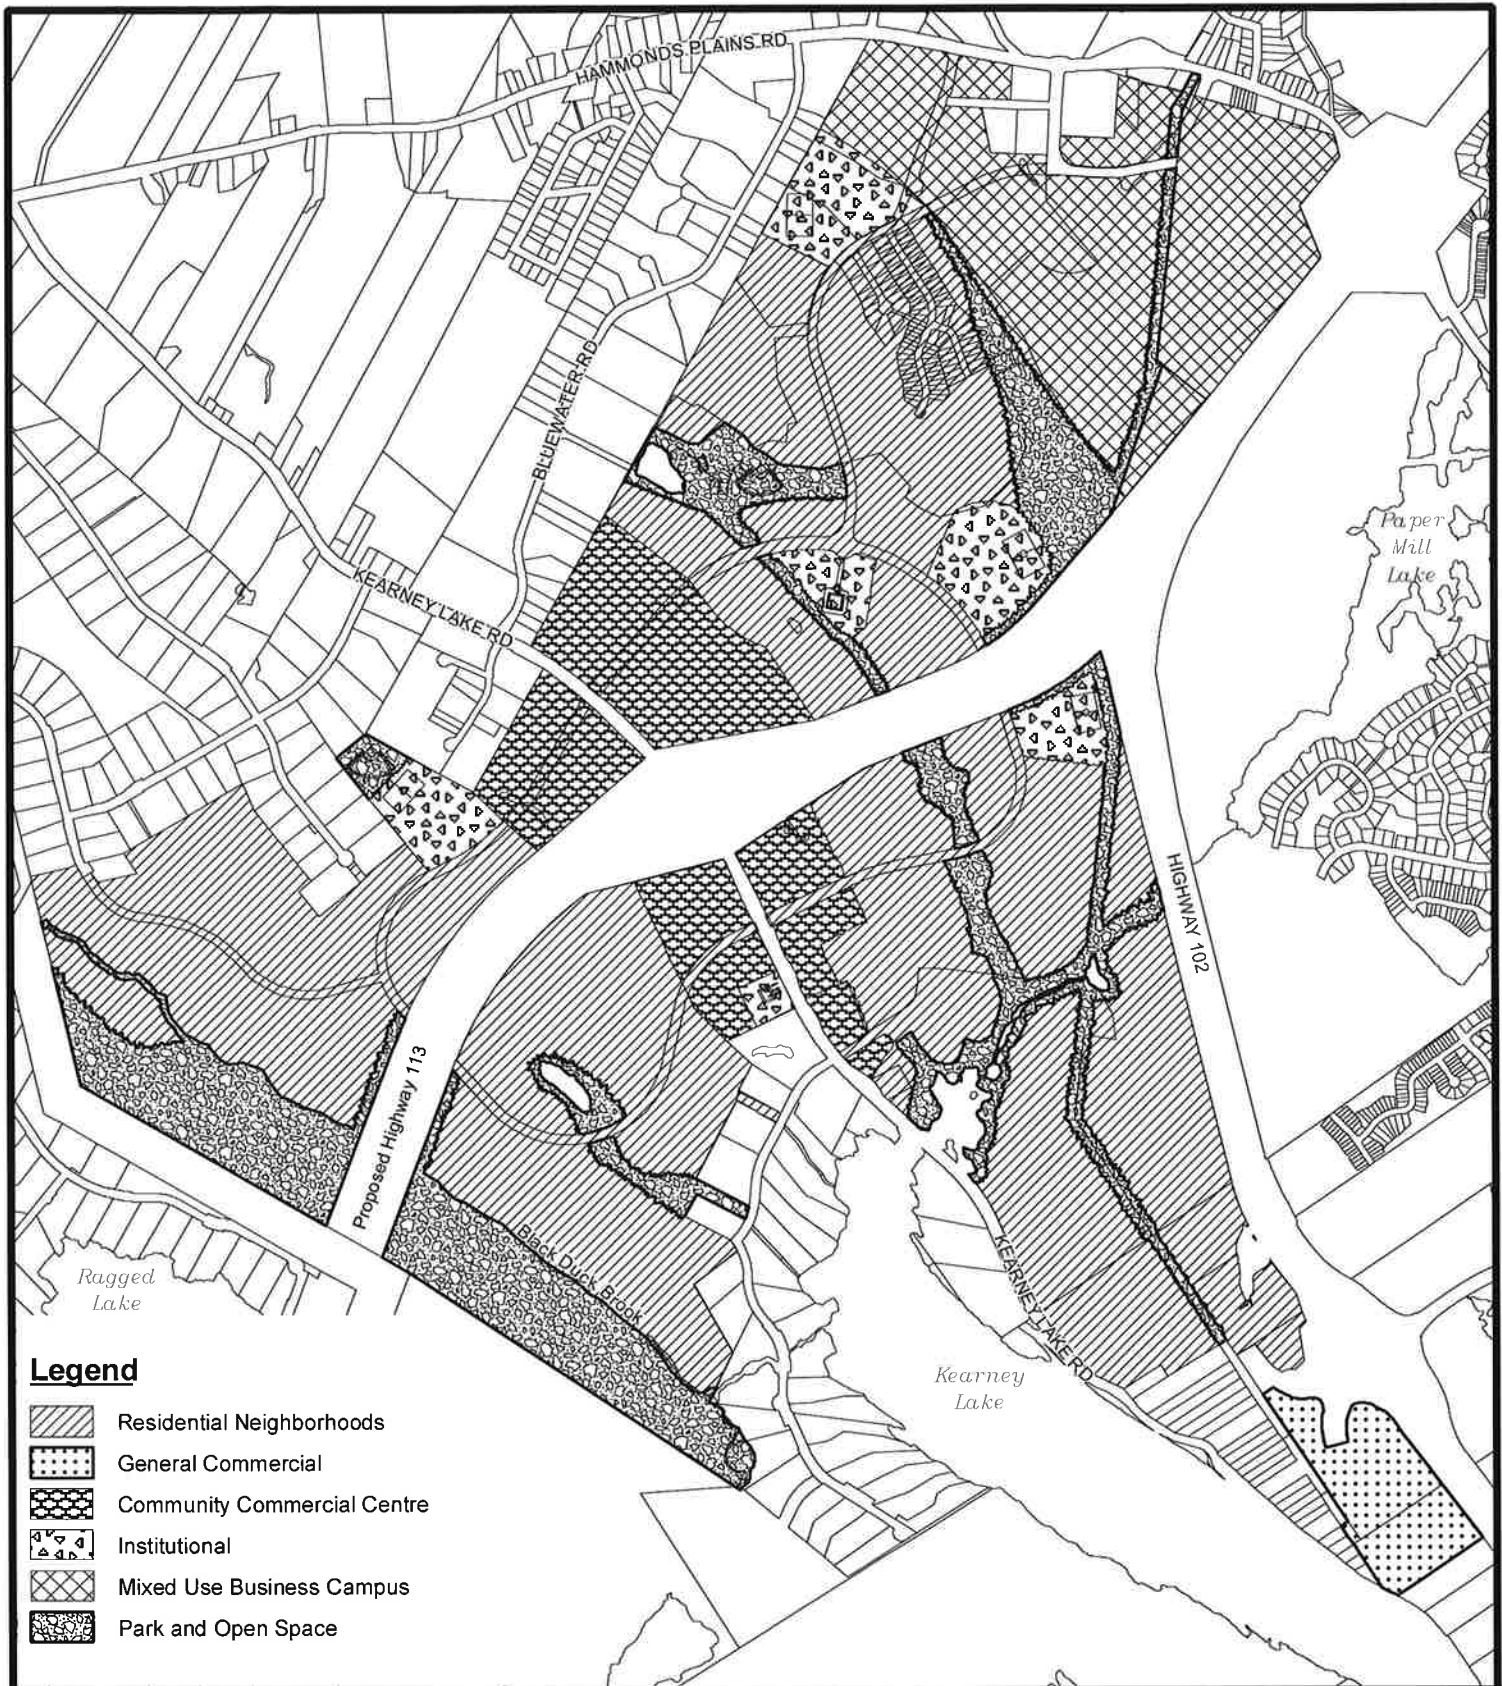 HAMMONDS PLAINS RD
BLUEWATER RD
KEARNEY LAKE RD
Paper
Mill
Lake
HIGHWAY 102
Proposed Highway 113
Black Duck Brook
KEARNEY LAKE RD
Ragged
Lake
Kearney
Lake
Legend
Residential Neighborhoods
General Commercial
Community Commercial Centre
Institutional
Mixed Use Business Campus
Park and Open Space